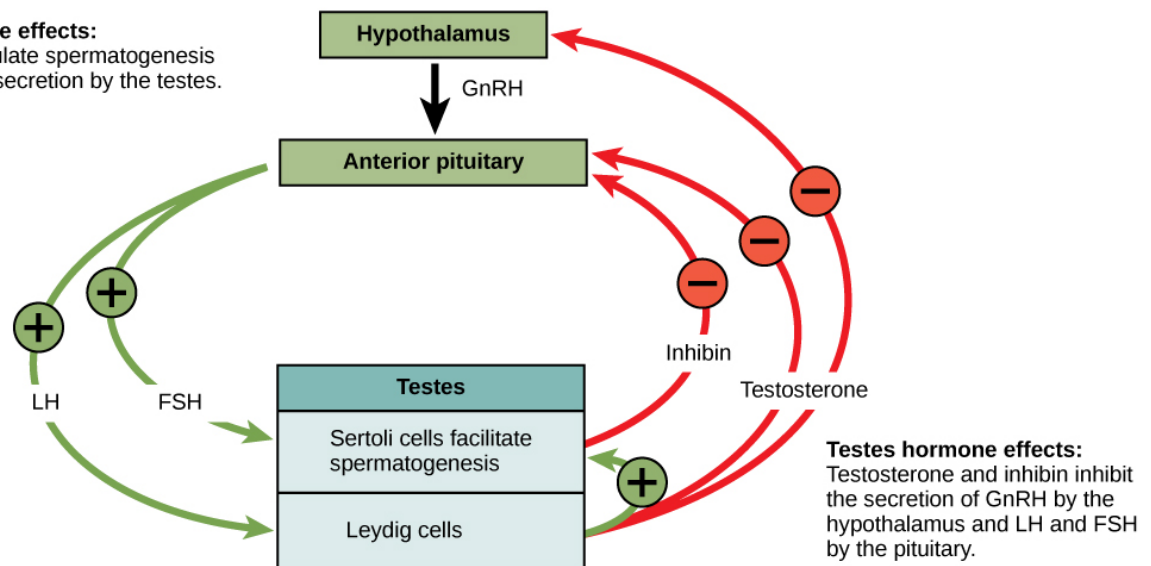 effects:
spermatogenesis
secretion by the testes.
Hypothalamus
GnRH
Anterior pituitary
+
+
−
−
−
LH
FSH
Inhibin
Testosterone
Testes
Sertoli cells facilitate
spermatogenesis
Leydig cells
+
Testes hormone effects:
Testosterone and inhibin inhibit
the secretion of GnRH by the
hypothalamus and LH and FSH
by the pituitary.